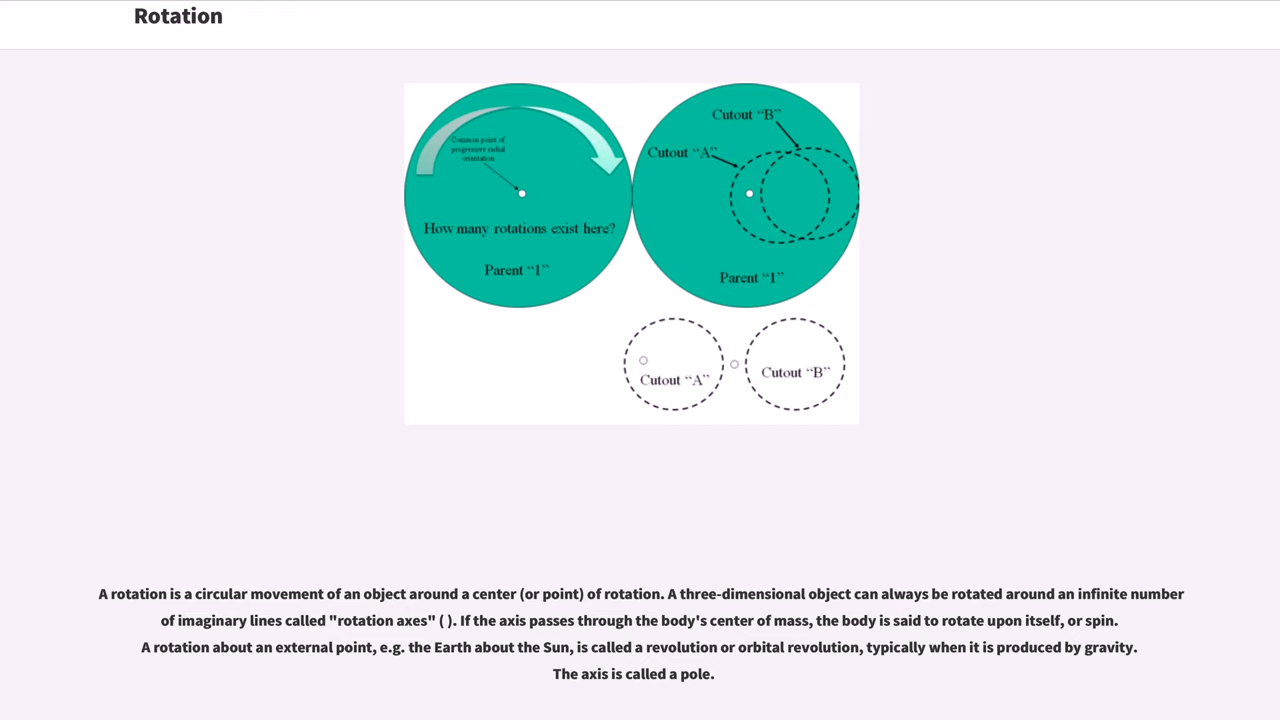 Rotation
Cutout “B”
Common point of
progressive radial
orientation
Cutout “A”
How many rotations exist here?
Parent “1”
Parent “1”
Cutout “A”
Cutout “B”
A rotation is a circular movement of an object around a center (or point) of rotation. A three-dimensional object can always be rotated around an infinite number
of imaginary lines called "rotation axes" ( ). If the axis passes through the body's center of mass, the body is said to rotate upon itself, or spin.
A rotation about an external point, e.g. the Earth about the Sun, is called a revolution or orbital revolution, typically when it is produced by gravity.
The axis is called a pole.